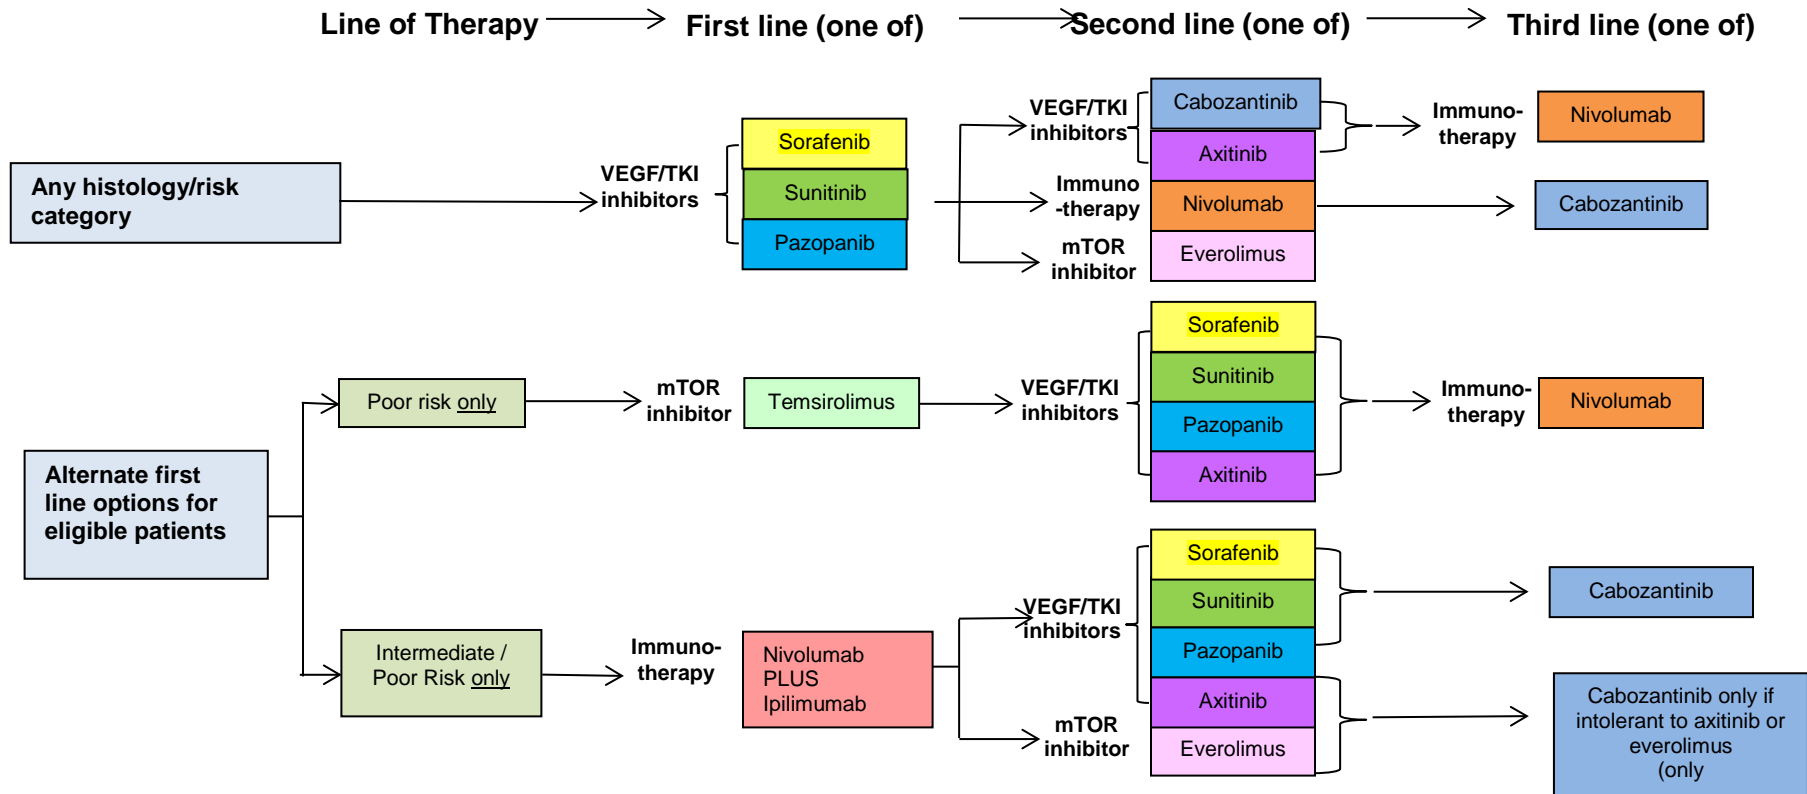 Line of Therapy
First line (one of)
Second line (one of)
Third line (one of)
Any histology/risk
category
VEGF/TKI
inhibitors
Sorafenib
Sunitinib
Pazopanib
VEGF/TKI
inhibitors
Immuno
-therapy
mTOR
inhibitor
Cabozantinib
Axitinib
Nivolumab
Everolimus
Immuno-
therapy
Nivolumab
Cabozantinib
Alternate first
line options for
eligible patients
Poor risk only
mTOR
inhibitor
Temsirolimus
VEGF/TKI
inhibitors
Sorafenib
Sunitinib
Pazopanib
Axitinib
Immuno-
therapy
Nivolumab
Intermediate /
Poor Risk only
Immuno-
therapy
Nivolumab
PLUS
Ipilimumab
VEGF/TKI
inhibitors
mTOR
inhibitor
Sorafenib
Sunitinib
Pazopanib
Axitinib
Everolimus
Cabozantinib
Cabozantinib only if
intolerant to axitinib or
everolimus
(only